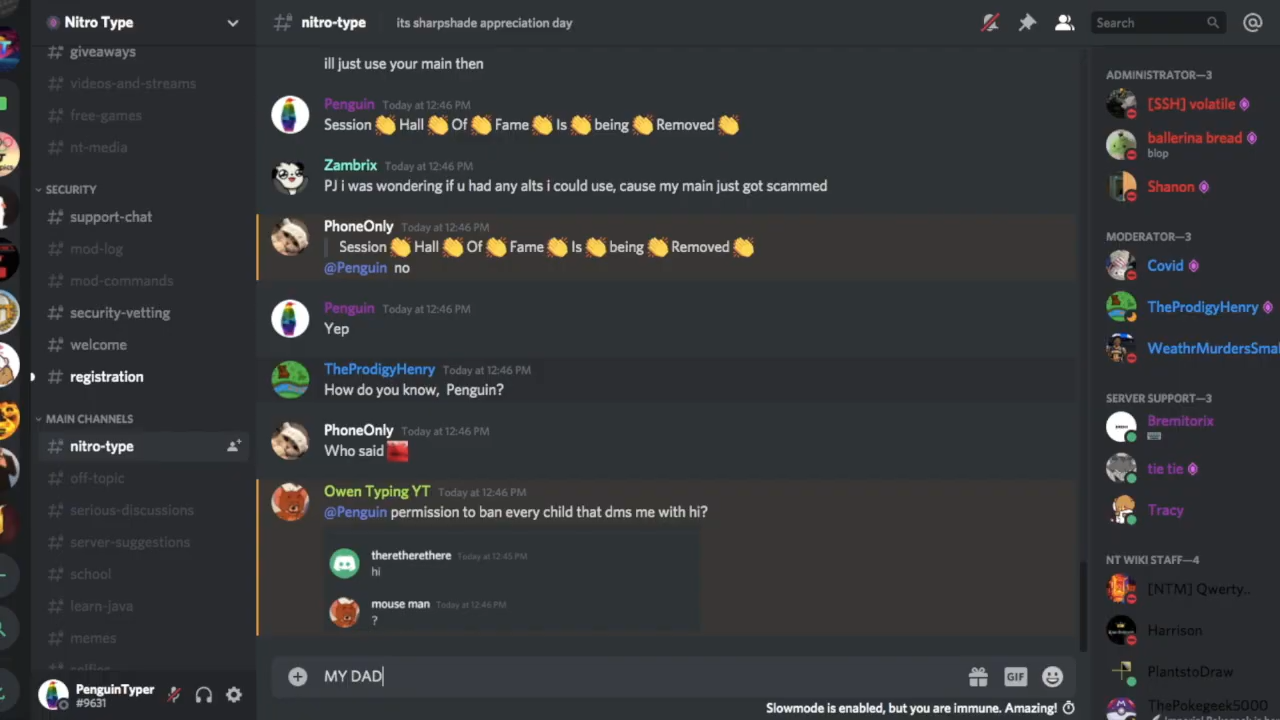 Nitro Type
giveaways
videos-and-streams
free-games
nt-media
SECURITY
support-chat
mod-log
mod-commands
security-vetting
welcome
registration
MAIN CHANNELS
nitro-type
off-topic
serious-discussions
server-suggestions
school
learn-java
memes
selfies
PenguinTyper
#9631
nitro-type
its sharpshade appreciation day
Search
ill just use your main then
Penguin Today at 12:46 PM
Session 👏 Hall 👏 Of 👏 Fame 👏 Is 👏 being 👏 Removed 👏
Zambrix Today at 12:46 PM
PJ i was wondering if u had any alts i could use, cause my main just got scammed
PhoneOnly Today at 12:46 PM
Session 👏 Hall 👏 Of 👏 Fame 👏 Is 👏 being 👏 Removed 👏
@Penguin no
Penguin Today at 12:46 PM
Yep
TheProdigyHenry Today at 12:46 PM
How do you know, Penguin?
PhoneOnly Today at 12:46 PM
Who said
Owen Typing YT Today at 12:46 PM
@Penguin permission to ban every child that dms me with hi?
theretherethere Today at 12:45 PM
hi
mouse man Today at 12:46 PM
?
MY DAD
GIF
Slowmode is enabled, but you are immune. Amazing!
ADMINISTRATOR—3
[SSH] volatile
ballerina bread
blop
Shanon
MODERATOR—3
Covid
TheProdigyHenry
WeathrMurdersSmal
SERVER SUPPORT—3
Bremitorix
tie tie
Tracy
NT WIKI STAFF—4
[NTM] Qwerty..
Harrison
PlantstoDraw
ThePokegeek5000